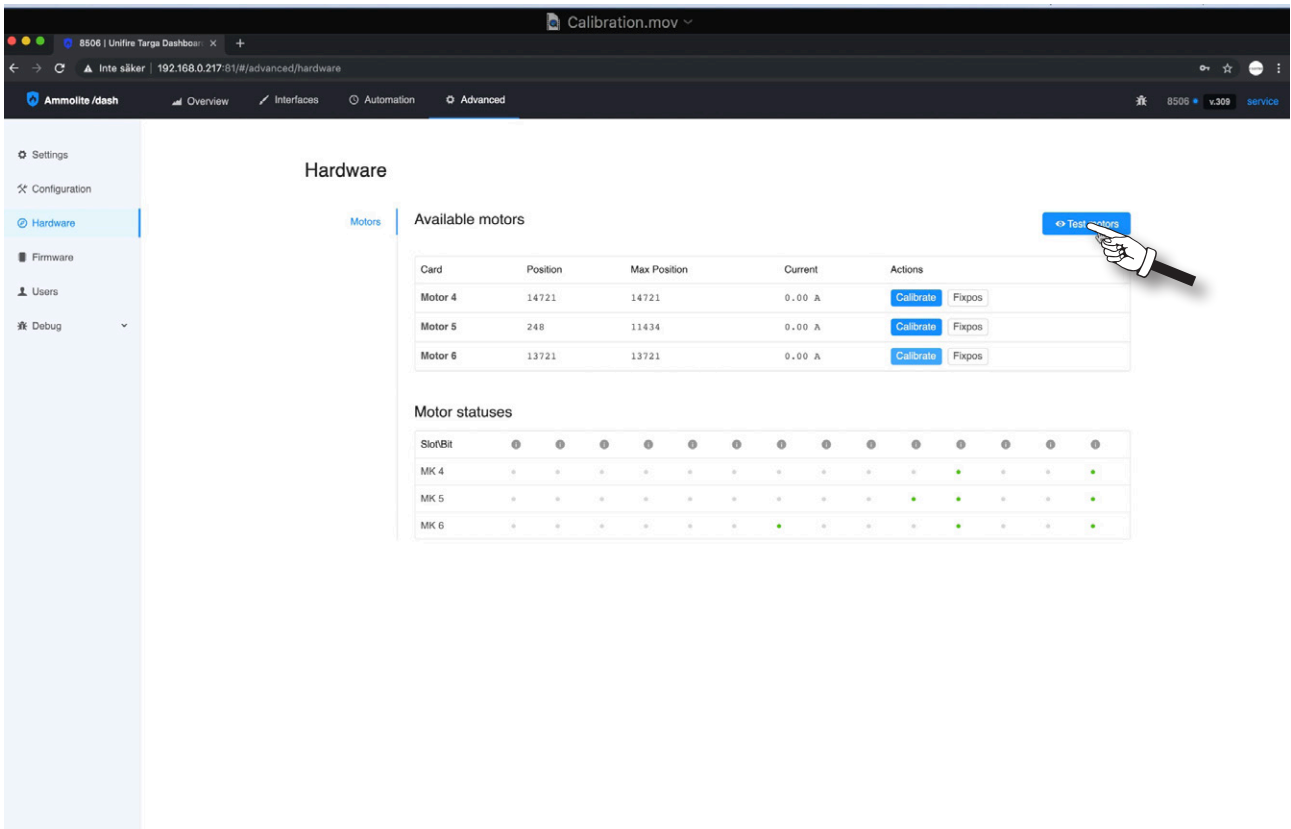 Calibration.mov
8506 | Unifire Targa Dashboar
Inte säker | 192.168.0.217:81/#/advanced/hardware
Ammolite /dash Overview Interfaces Automation Advanced 8506 v.309 service
Settings
Configuration
Hardware
Firmware
Users
Debug
Hardware
Motors
Available motors
Test motors
Card Position Max Position Current Actions
Motor 4 14721 14721 0.00 A Calibrate Fixpos
Motor 5 248 11434 0.00 A Calibrate Fixpos
Motor 6 13721 13721 0.00 A Calibrate Fixpos
Motor statuses
Slot\Bit
MK 4
MK 5
MK 6